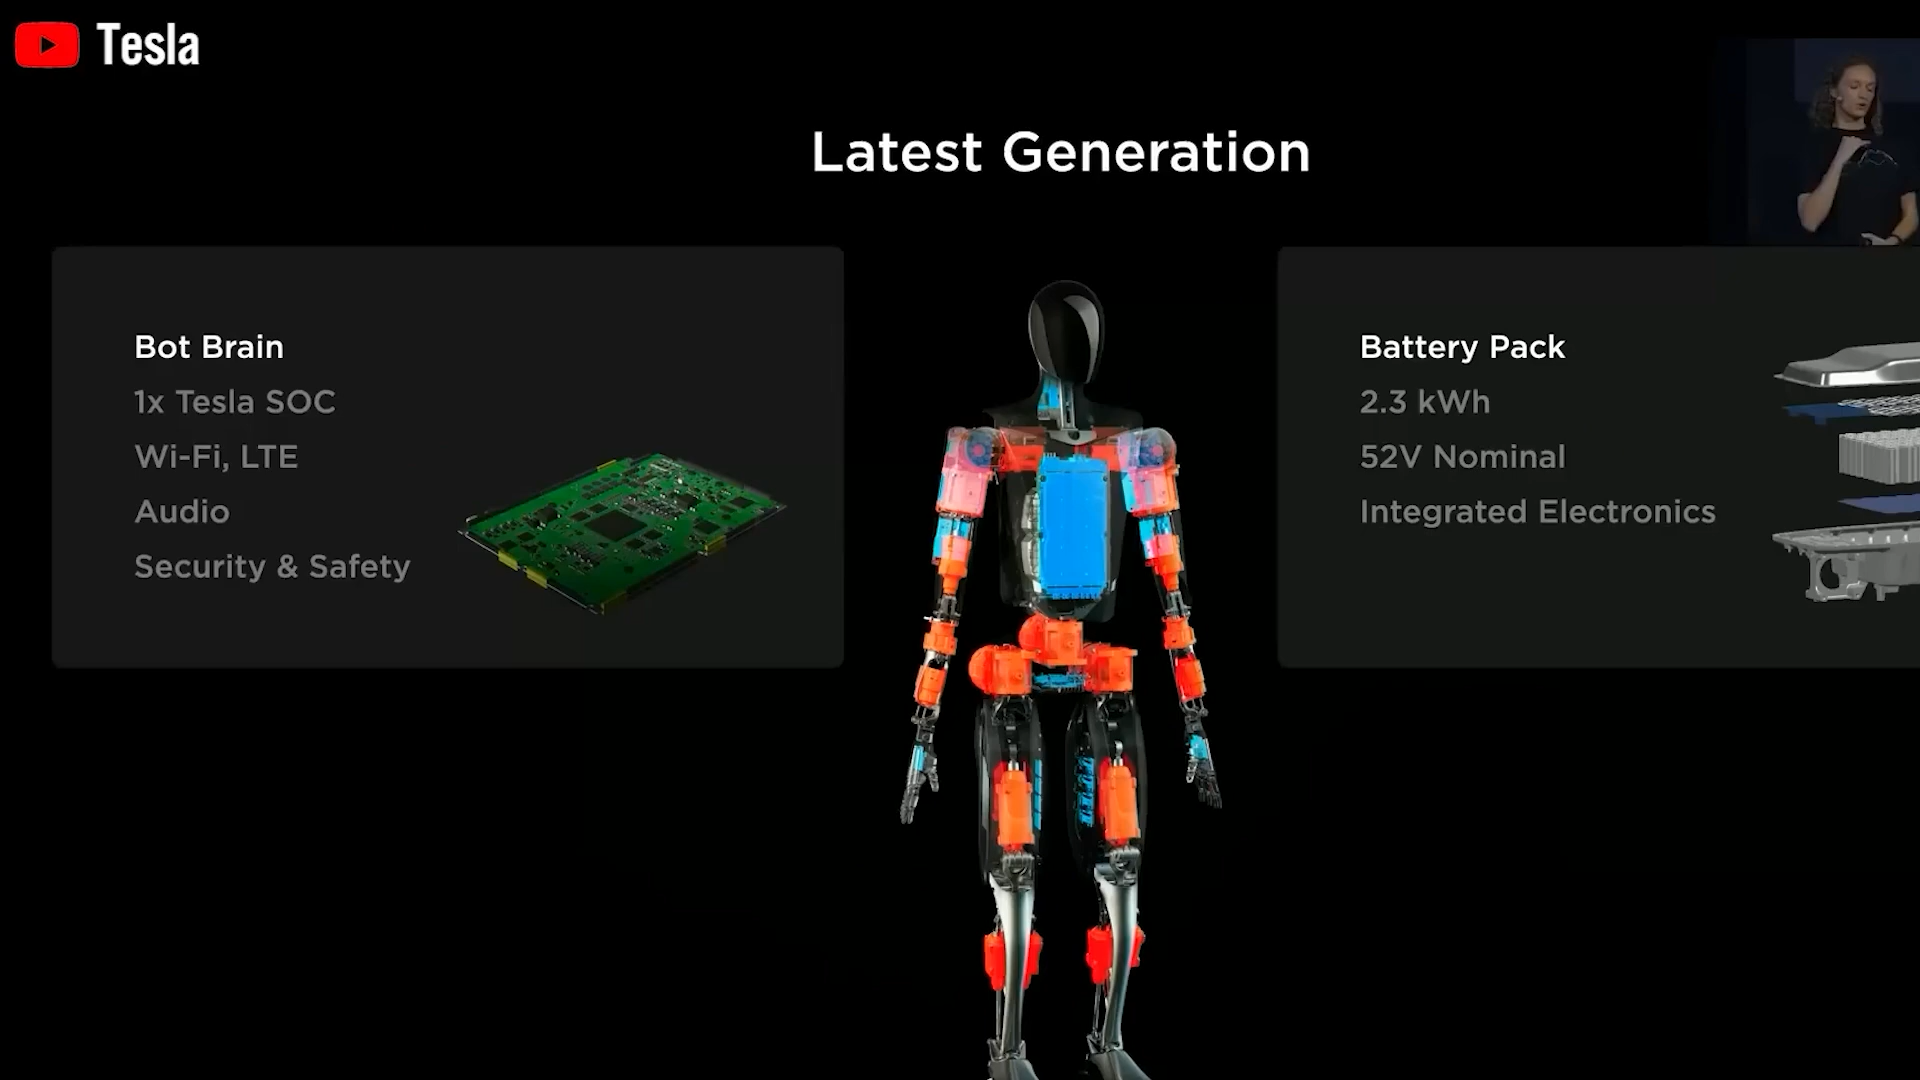 Tesla
Latest Generation
Bot Brain
1x Tesla SOC
Wi-Fi, LTE
Audio
Security & Safety
Battery Pack
2.3 kWh
52V Nominal
Integrated Electronics